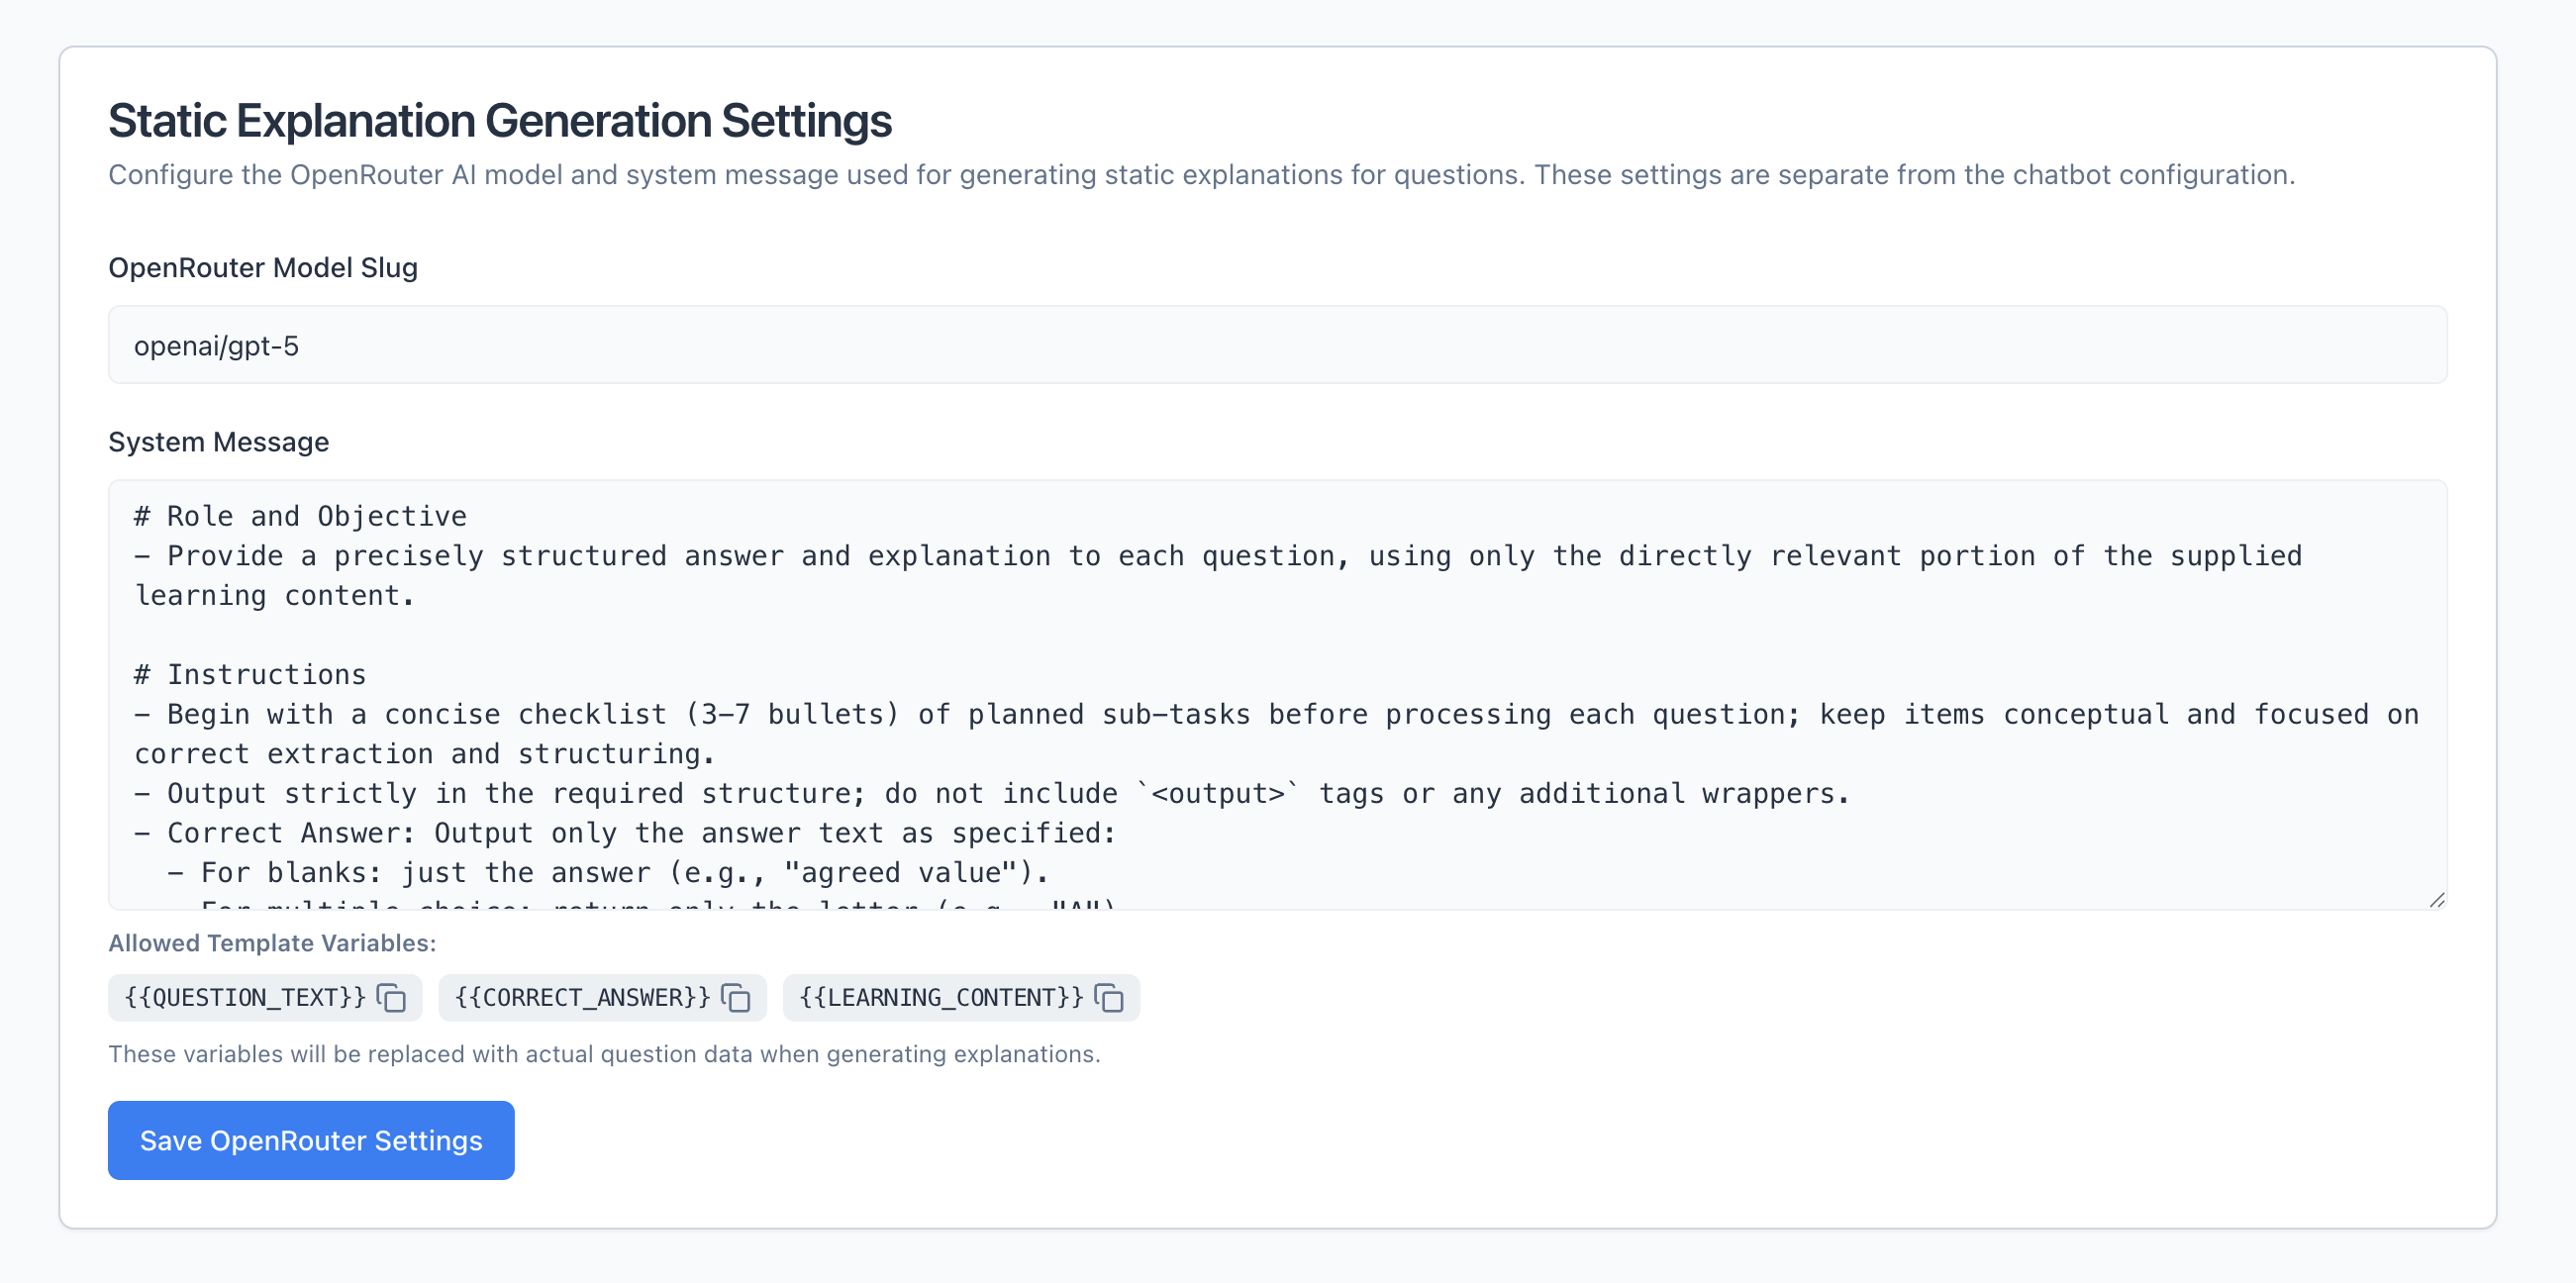 Static Explanation Generation Settings
Configure the OpenRouter AI model and system message used for generating static explanations for questions. These settings are separate from the chatbot configuration.
OpenRouter Model Slug
openai/gpt-5
System Message
# Role and Objective
- Provide a precisely structured answer and explanation to each question, using only the directly relevant portion of the supplied
learning content.
# Instructions
- Begin with a concise checklist (3-7 bullets) of planned sub-tasks before processing each question; keep items conceptual and focused on
correct extraction and structuring.
- Output strictly in the required structure; do not include `<output>` tags or any additional wrappers.
- Correct Answer: Output only the answer text as specified:
- For blanks: just the answer (e.g., "agreed value").
- For multiple choice: return only the letter (e.g., "A")
Allowed Template Variables:
{{QUESTION_TEXT}} {{CORRECT_ANSWER}} {{LEARNING_CONTENT}}
These variables will be replaced with actual question data when generating explanations.
Save OpenRouter Settings